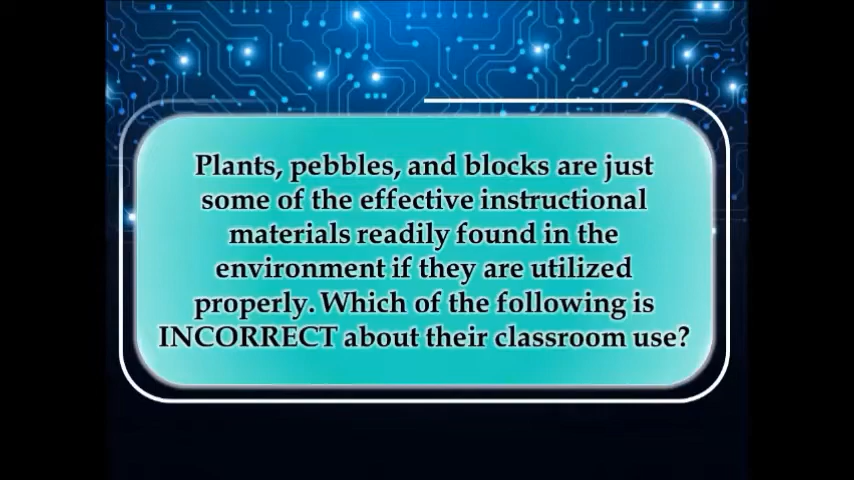 Plants, pebbles, and blocks are just
some of the effective instructional
materials readily found in the
environment if they are utilized
properly. Which of the following is
INCORRECT about their classroom use?